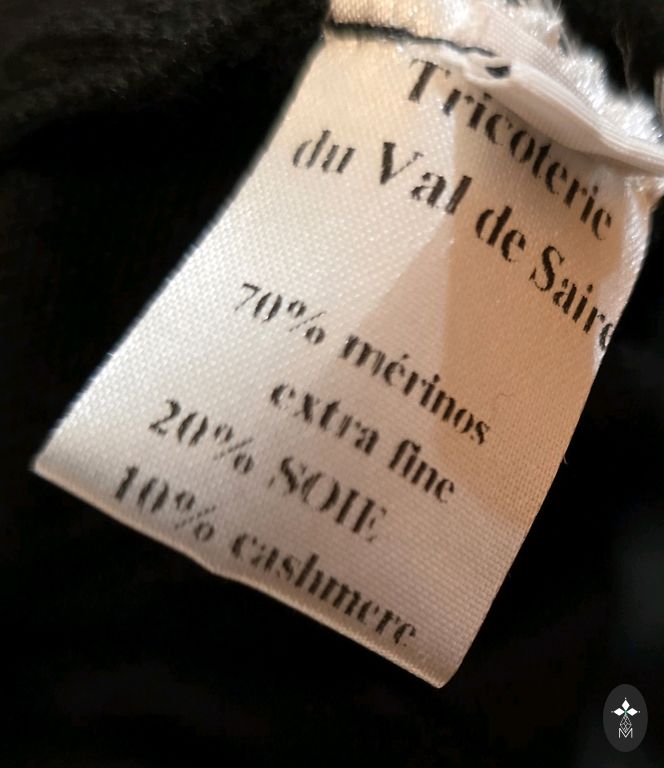 Tricoterie
du Val de Saire
70% mérinos
extra fine
20% SOIE
10% cashmere
M